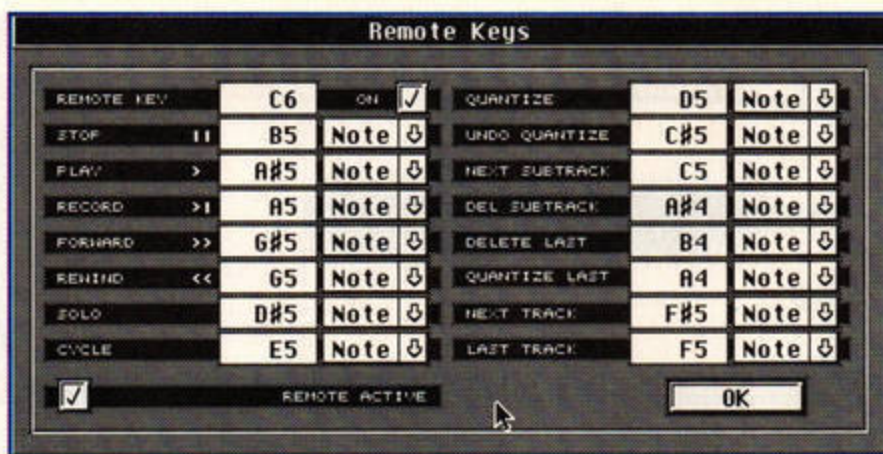 Remote Keys
REMOTE KEY C6 ON QUANTIZE D5 Note
STOP II B5 Note UNDO QUANTIZE C#5 Note
PLAY > A#5 Note NEXT SUBTRACK C5 Note
RECORD >I A5 Note DEL SUBTRACK A#4 Note
FORWARD >> G#5 Note DELETE LAST B4 Note
REWIND << G5 Note QUANTIZE LAST A4 Note
SOLO D#5 Note NEXT TRACK F#5 Note
CYCLE E5 Note LAST TRACK F5 Note
REMOTE ACTIVE OK